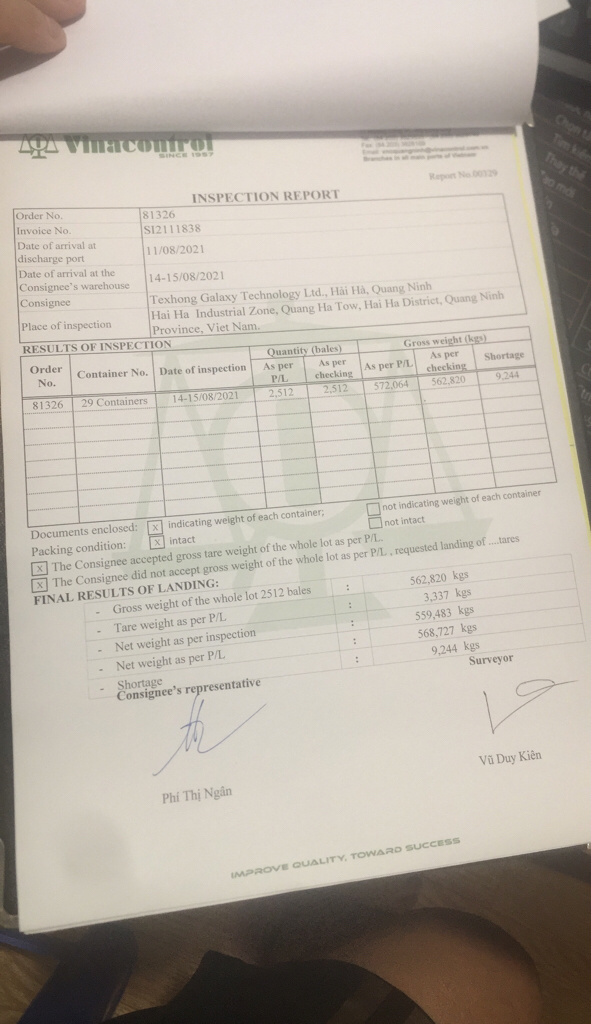 Vinacontrol
SINCE 1957
Branches in all main ports of Vietnam
Report No.00329
INSPECTION REPORT
Order No. 81326
Invoice No. SI2111838
Date of arrival at discharge port 11/08/2021
Date of arrival at the Consignee's warehouse 14-15/08/2021
Consignee Texhong Galaxy Technology Ltd., Hải Hà, Quang Ninh
Place of inspection Hai Ha Industrial Zone, Quang Ha Tow, Hai Ha District, Quang Ninh Province, Viet Nam.
RESULTS OF INSPECTION
Order No. Container No. Date of inspection Quantity (bales) Gross weight (kgs)
As per P/L As per checking As per P/L As per checking Shortage
81326 29 Containers 14-15/08/2021 2,512 2,512 572,064 562,820 9,244
Documents enclosed: x indicating weight of each container; not indicating weight of each container
Packing condition: x intact not intact
x The Consignee accepted gross tare weight of the whole lot as per P/L.
x The Consignee did not accept gross weight of the whole lot as per P/L , requested landing of ....tares
FINAL RESULTS OF LANDING:
- Gross weight of the whole lot 2512 bales : 562,820 kgs
- Tare weight as per P/L : 3,337 kgs
- Net weight as per inspection : 559,483 kgs
- Net weight as per P/L : 568,727 kgs
- Shortage : 9,244 kgs
Consignee's representative Surveyor
Phí Thị Ngân Vũ Duy Kiên
IMPROVE QUALITY, TOWARD SUCCESS